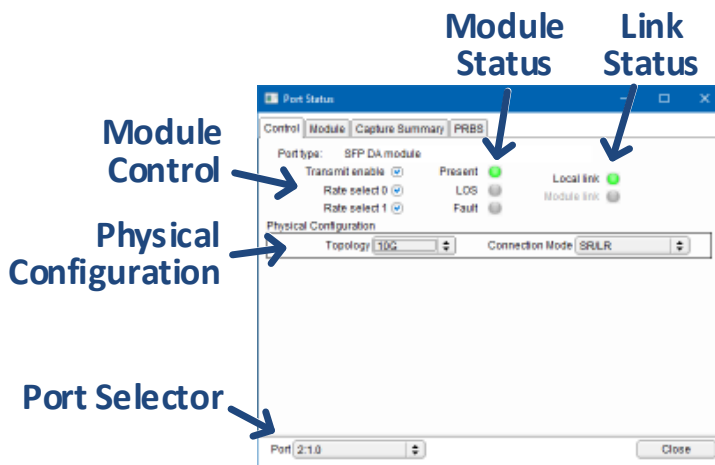 Module
Status
Link
Status
Port Status
Control Module Capture Summary PRBS
Module
Control
Port type: SFP DA module
Transmit enable Present Local link
Rate select 0 LOS Module link
Rate select 1 Fault
Physical Configuration
Physical
Configuration
Topology 10G Connection Mode SR/LR
Port Selector
Port 2:1.0 Close